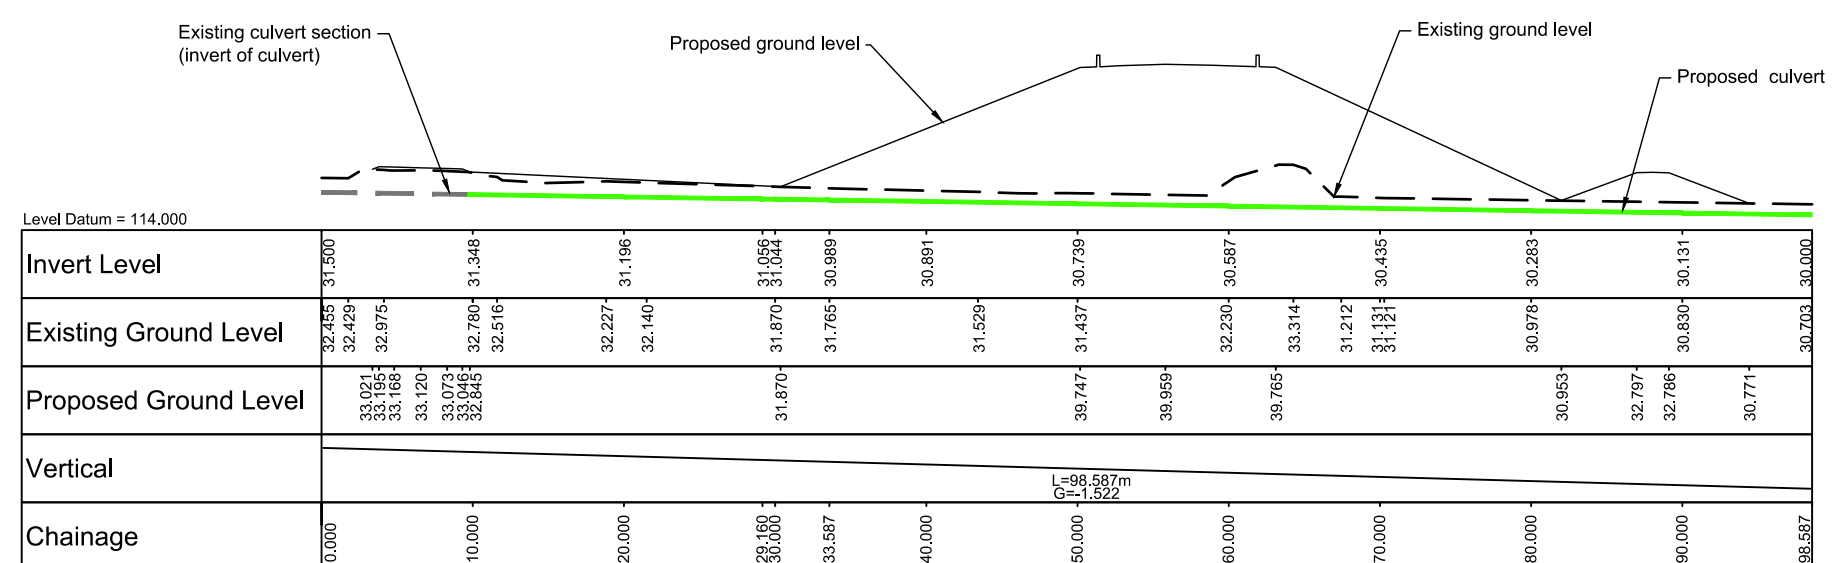 Existing culvert section
(invert of culvert)
Proposed ground level
Existing ground level
Proposed culvert
Level Datum = 114.000
Invert Level
31.500 31.348 31.196 31.056 31.044 30.989 30.891 30.739 30.587 30.435 30.283 30.131 30.000
Existing Ground Level
32.455 32.429 32.975 32.780 32.516 32.227 32.140 31.870 31.765 31.529 31.437 32.230 33.314 31.212 31.131 31.121 30.978 30.830 30.703
Proposed Ground Level
33.021 33.195 33.168 33.120 33.073 33.046 32.845 31.870 39.747 39.959 39.765 30.953 32.797 32.786 30.771
Vertical
L=98.587m
G=-1.522
Chainage
0.000 10.000 20.000 29.160 30.000 33.587 40.000 50.000 60.000 70.000 80.000 90.000 98.587